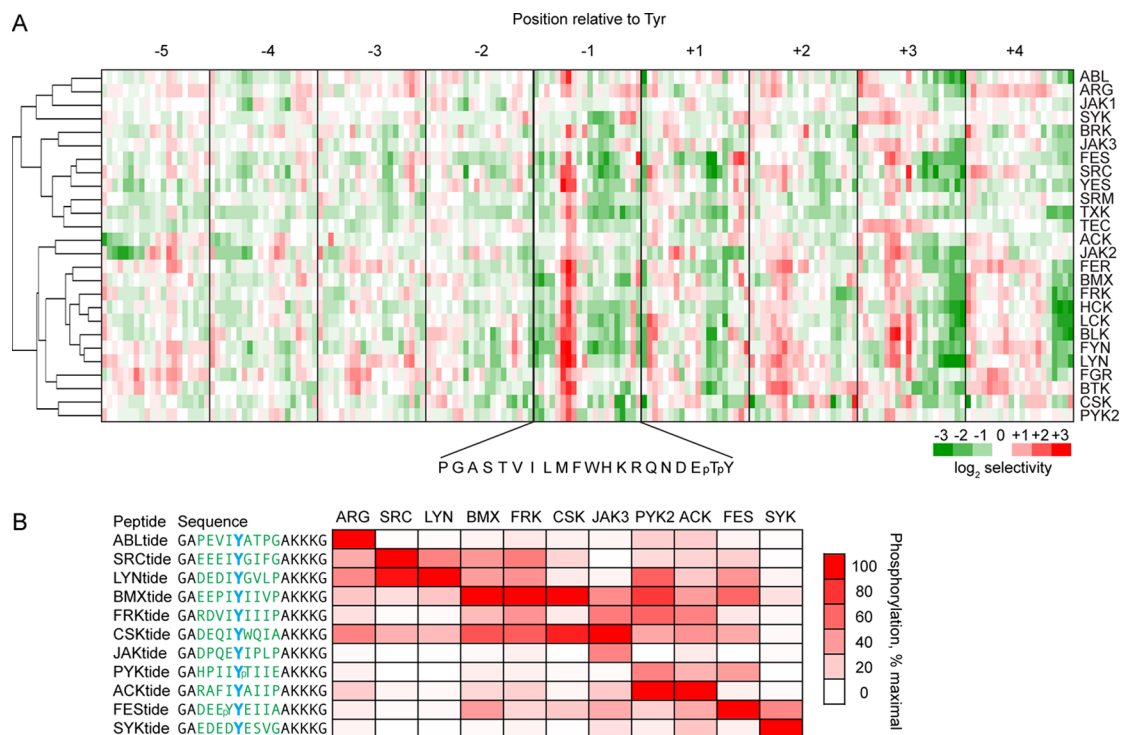 A
Position relative to Tyr
-5 -4 -3 -2 -1 +1 +2 +3 +4
ABL
ARG
JAK1
SYK
BRK
JAK3
FES
SRC
YES
SRM
TXK
TEC
ACK
JAK2
FER
BMX
FRK
HCK
LCK
BLK
FYN
LYN
FGR
BTK
CSK
PYK2
P G A S T V I L M F W H K R Q N D E pT pY
-3 -2 -1 0 +1 +2 +3
log2 selectivity
B
Peptide Sequence ARG SRC LYN BMX FRK CSK JAK3 PYK2 ACK FES SYK
ABLtide GAPEVIYATPGAKKKG
SRCtide GAEEEIYGIFGAKKKG
LYNtide GADEDIYGVLPAKKKG
BMXtide GAEEPIYIIVPAKKKG
FRKtide GARDVIYIIIPAKKKG
CSKtide GADEQIYWQIAAKKKG
JAKtide GADPQEYIPLPAKKKG
PYKtide GAHPIIYpTIIEAKKKG
ACKtide GARAFIYAIIPAKKKG
FEStide GADEEpYYEIIAAKKKG
SYKtide GAEDEDYESVGAKKKG
100
80
60
40
20
0
Phosphorylation, % maximal